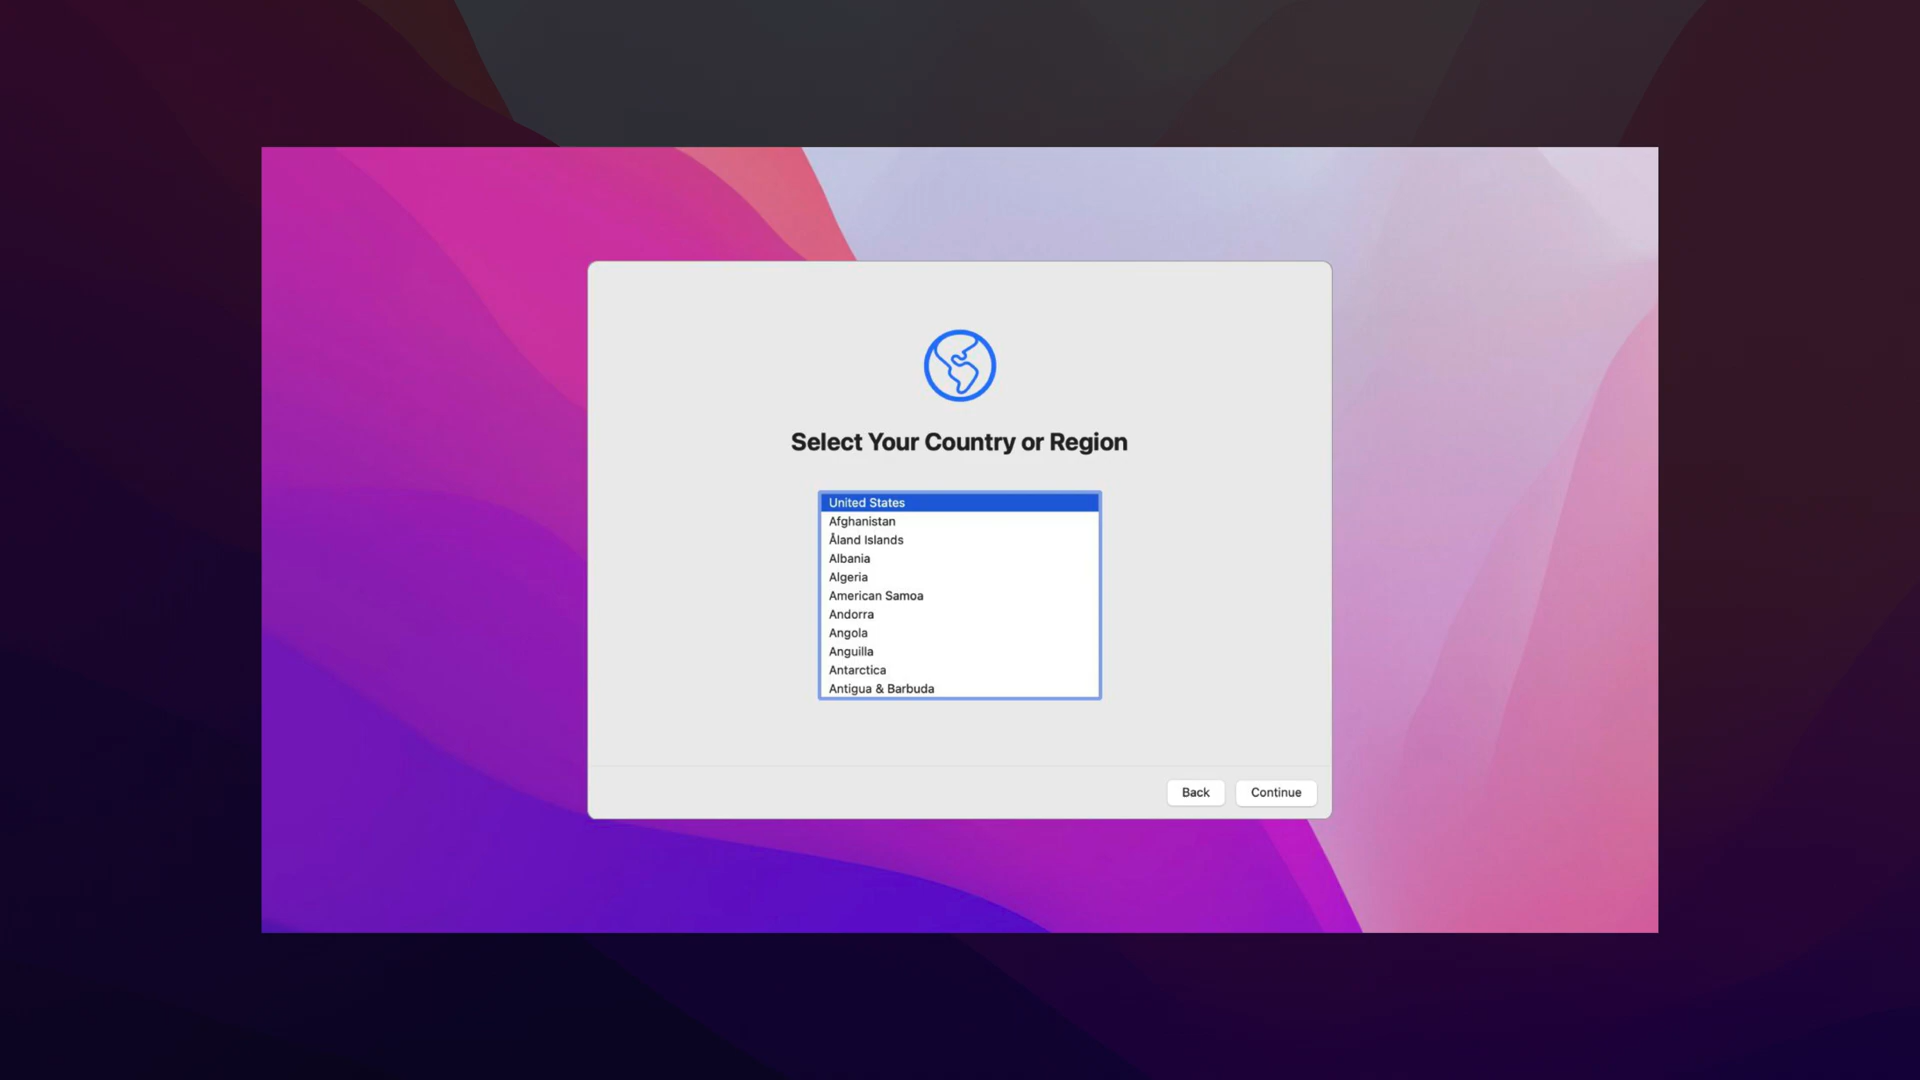 Select Your Country or Region
United States
Afghanistan
Åland Islands
Albania
Algeria
American Samoa
Andorra
Angola
Anguilla
Antarctica
Antigua & Barbuda
Back Continue